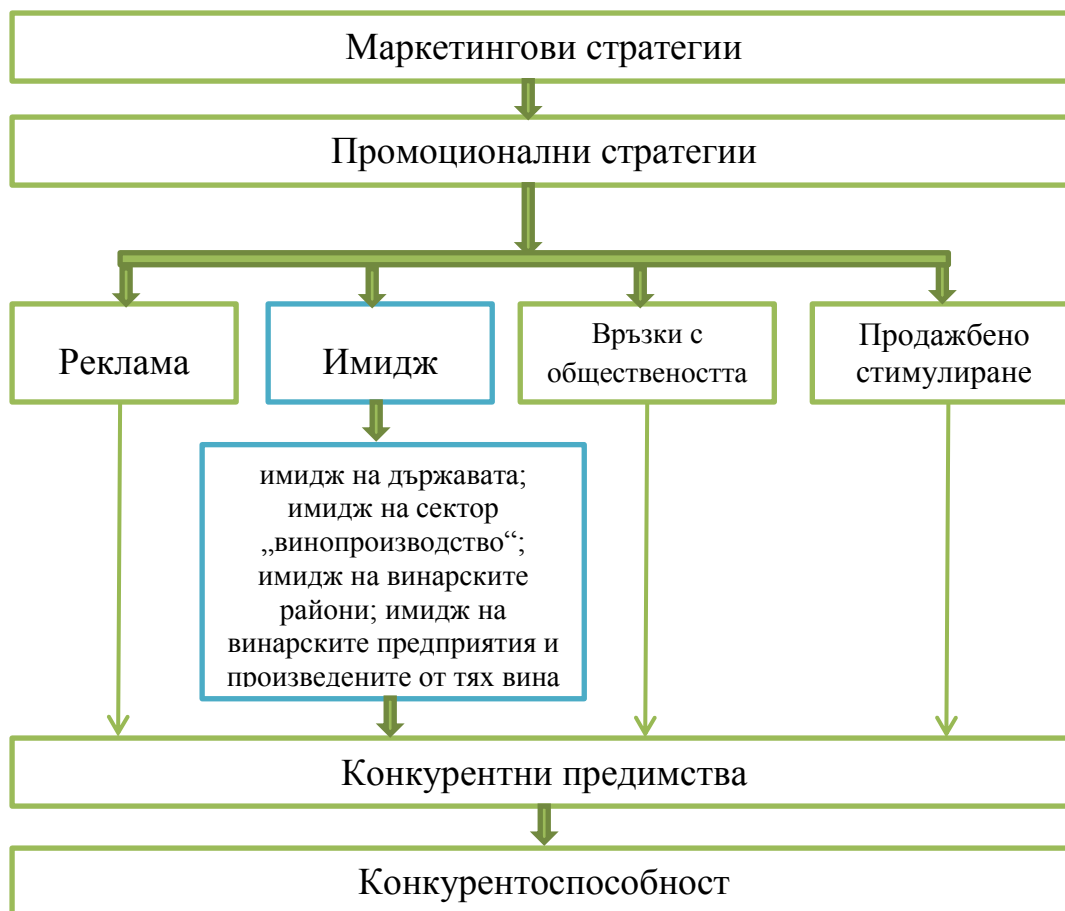 Маркетингови стратегии
Промоционални стратегии
Реклама
Имидж
Връзки с
обществеността
Продажбено
стимулиране
имидж на държавата;
имидж на сектор
„винопроизводство“;
имидж на винарските
райони; имидж на
винарските предприятия и
произведените от тях вина
Конкурентни предимства
Конкурентоспособност